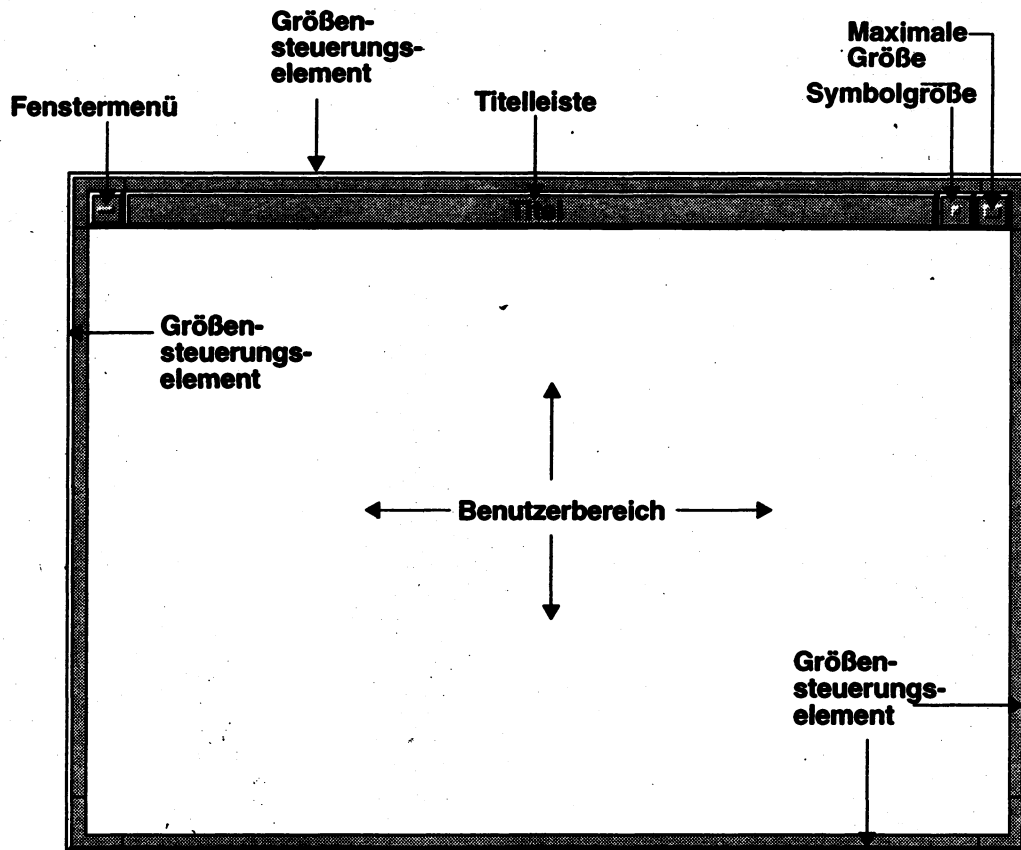 Größen-
steuerungs-
element
Maximale
Größe
Symbolgröße
Fenstermenü
Titelleiste
Titel
Größen-
steuerungs-
element
Benutzerbereich
Größen-
steuerungs-
element